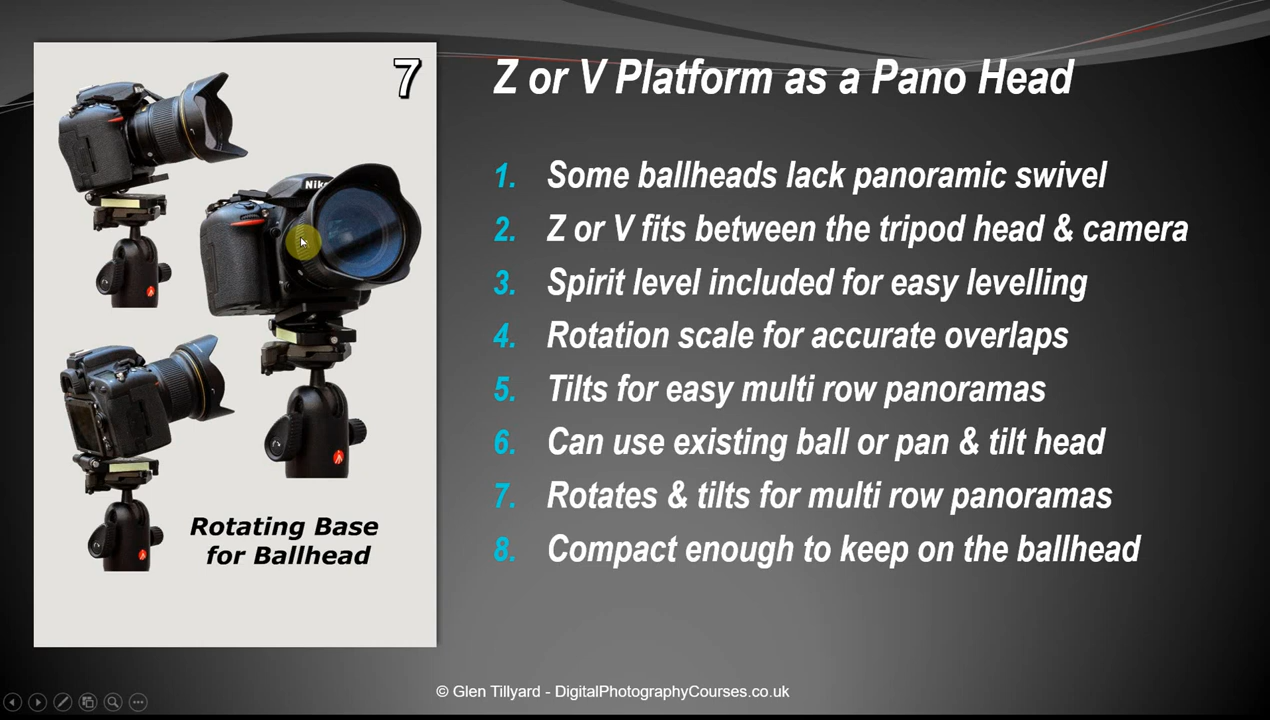 7
Z or V Platform as a Pano Head
1. Some ballheads lack panoramic swivel
2. Z or V fits between the tripod head & camera
3. Spirit level included for easy levelling
4. Rotation scale for accurate overlaps
5. Tilts for easy multi row panoramas
6. Can use existing ball or pan & tilt head
7. Rotates & tilts for multi row panoramas
8. Compact enough to keep on the ballhead
Nik
Rotating Base
for Ballhead
© Glen Tillyard - DigitalPhotographyCourses.co.uk